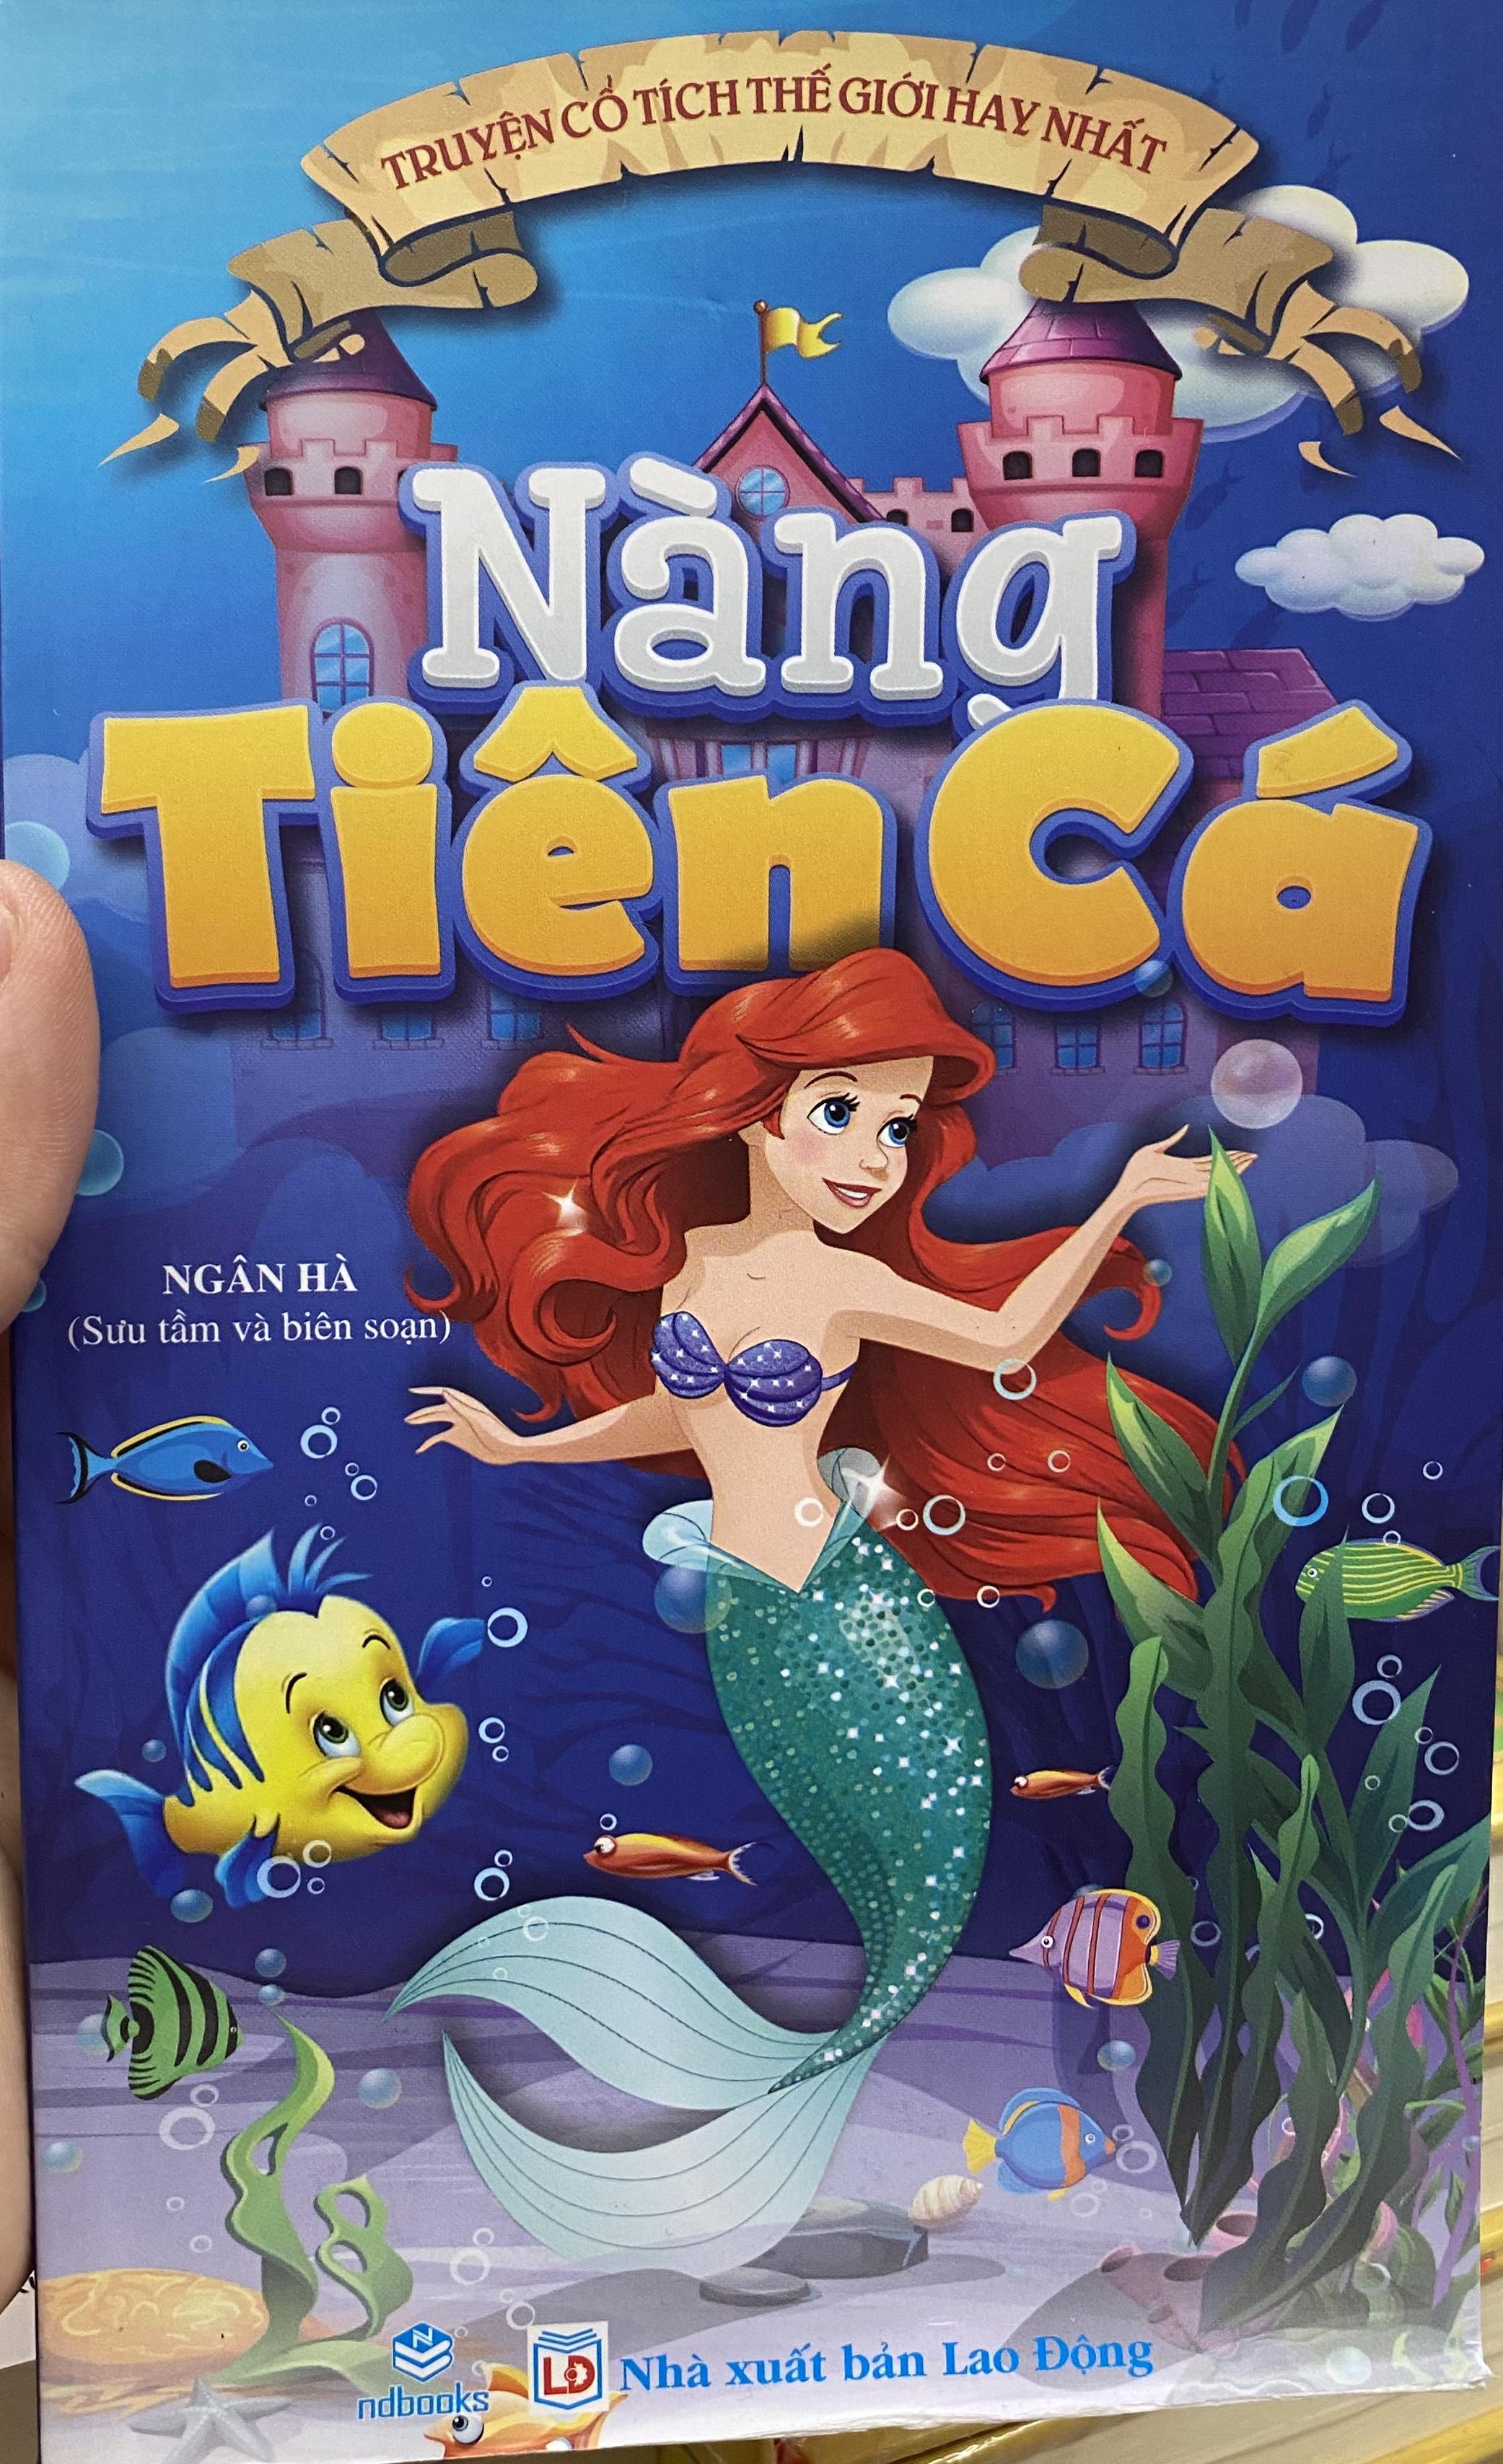 TRUYỆN CỔ TÍCH THẾ GIỚI HAY NHẤT
Nàng
Tiên Cá
NGÂN HÀ
(Sưu tầm và biên soạn)
N
ndbooks
LĐ
Nhà xuất bản Lao Động